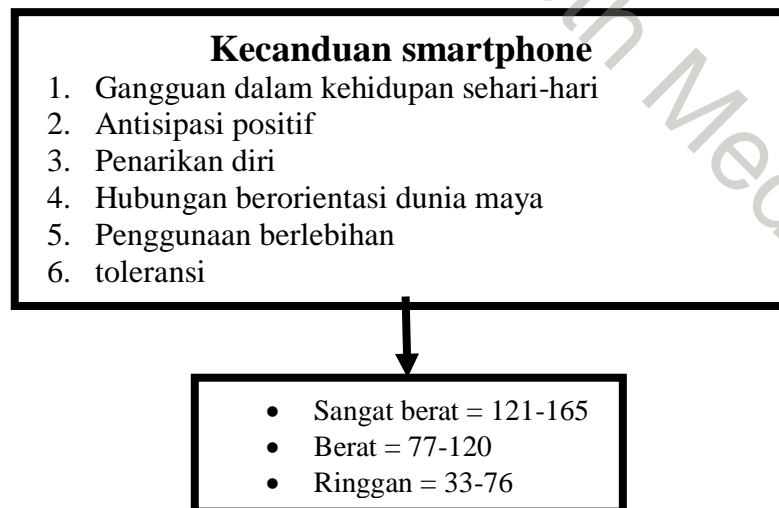 Kecanduan smartphone
1. Gangguan dalam kehidupan sehari-hari
2. Antisipasi positif
3. Penarikan diri
4. Hubungan berorientasi dunia maya
5. Penggunaan berlebihan
6. toleransi
• Sangat berat = 121-165
• Berat = 77-120
• Ringgan = 33-76